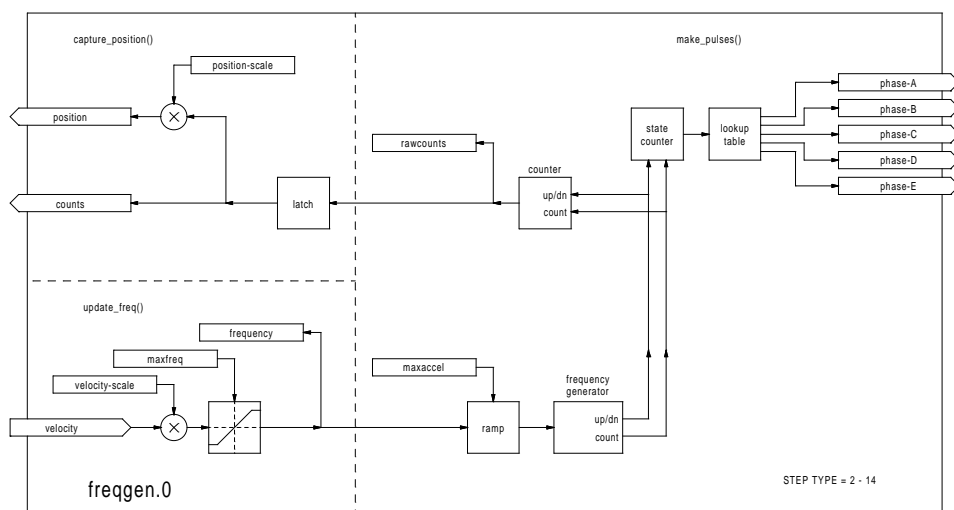 capture_position()
make_pulses()
position-scale
position
phase-A
phase-B
phase-C
phase-D
phase-E
state
counter
lookup
table
rawcounts
counter
up/dn
count
counts
latch
update_freq()
frequency
maxfreq
velocity-scale
velocity
maxaccel
ramp
frequency
generator
up/dn
count
freqgen.0
STEP TYPE = 2 - 14